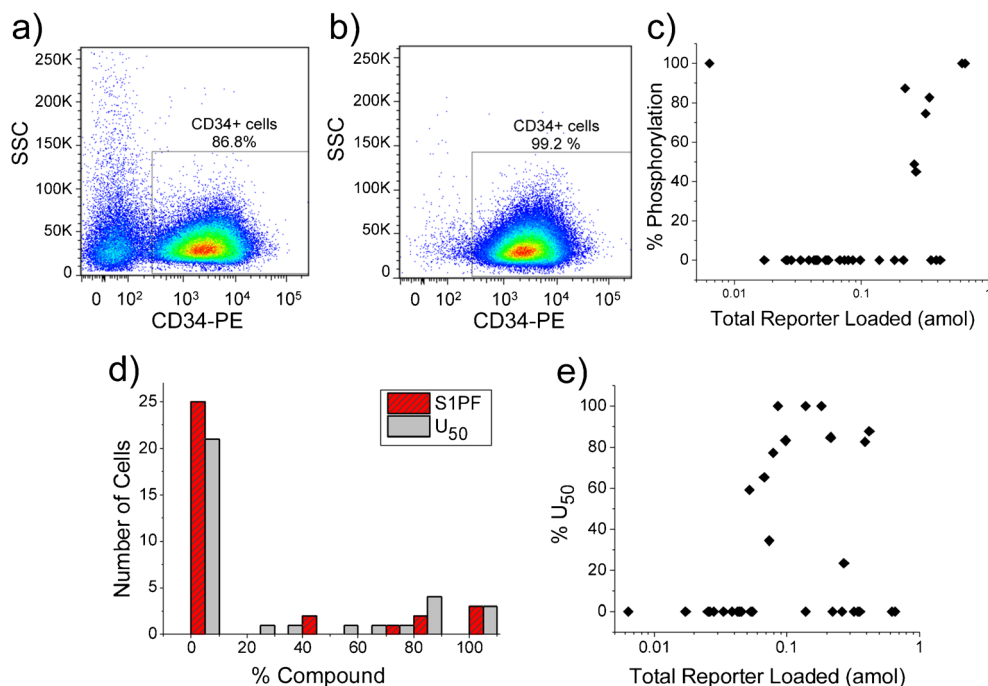 a)
SSC
250K
200K
150K
100K
50K
0
CD34+ cells
86.8%
0 10² 10³ 10⁴ 10⁵
CD34-PE
b)
SSC
250K
200K
150K
100K
50K
0
CD34+ cells
99.2 %
0 10² 10³ 10⁴ 10⁵
CD34-PE
c)
% Phosphorylation
100
80
60
40
20
0
0.01 0.1 1
Total Reporter Loaded (amol)
d)
Number of Cells
25
20
15
10
5
0
S1PF
U₅₀
0 20 40 60 80 100
% Compound
e)
% U₅₀
100
80
60
40
20
0
0.01 0.1 1
Total Reporter Loaded (amol)